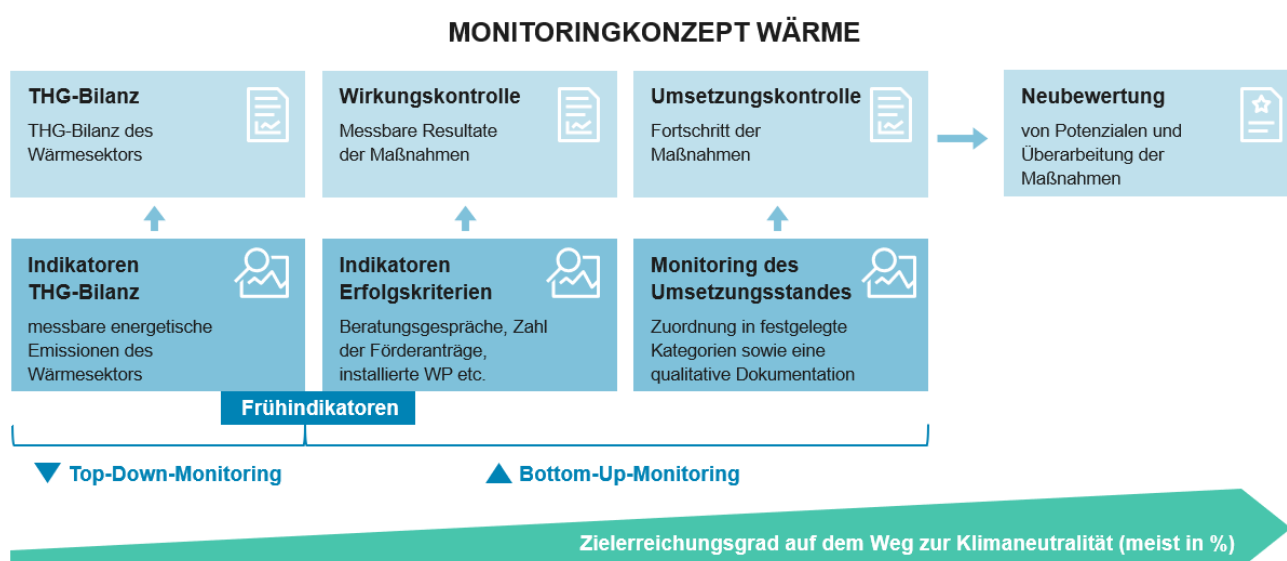 MONITORINGKONZEPT WÄRME
THG-Bilanz
THG-Bilanz des
Wärmesektors
Wirkungskontrolle
Messbare Resultate
der Maßnahmen
Umsetzungskontrolle
Fortschritt der
Maßnahmen
Neubewertung
von Potenzialen und
Überarbeitung der
Maßnahmen
Indikatoren
THG-Bilanz
messbare energetische
Emissionen des
Wärmesektors
Indikatoren
Erfolgskriterien
Beratungsgespräche, Zahl
der Förderanträge,
installierte WP etc.
Monitoring des
Umsetzungsstandes
Zuordnung in festgelegte
Kategorien sowie eine
qualitative Dokumentation
Frühindikatoren
Top-Down-Monitoring
Bottom-Up-Monitoring
Zielerreichungsgrad auf dem Weg zur Klimaneutralität (meist in %)